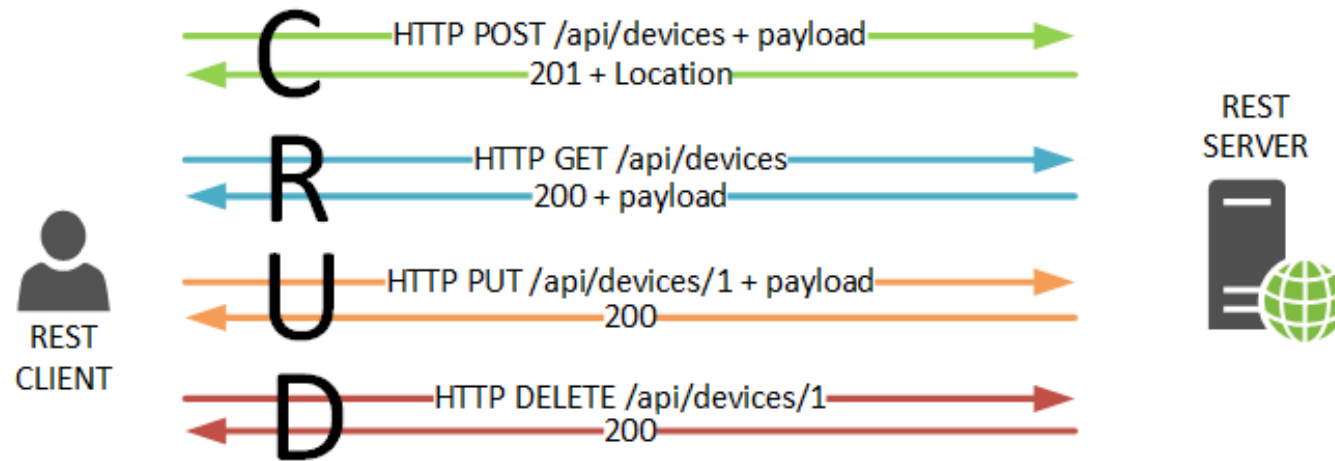 C
HTTP POST /api/devices + payload
201 + Location
R
HTTP GET /api/devices
200 + payload
U
HTTP PUT /api/devices/1 + payload
200
D
HTTP DELETE /api/devices/1
200
REST
CLIENT
REST
SERVER